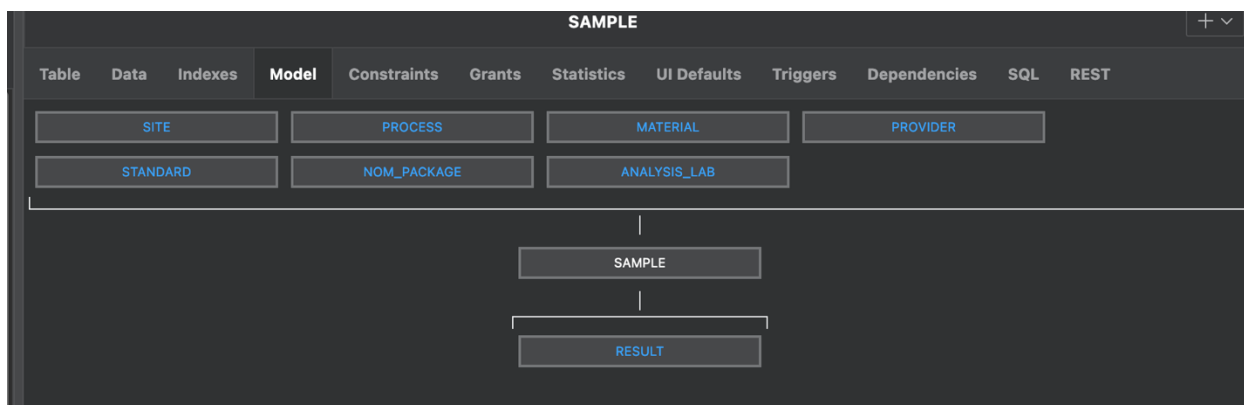 SAMPLE
Table Data Indexes Model Constraints Grants Statistics UI Defaults Triggers Dependencies SQL REST
SITE PROCESS MATERIAL PROVIDER
STANDARD NOM_PACKAGE ANALYSIS_LAB
SAMPLE
RESULT